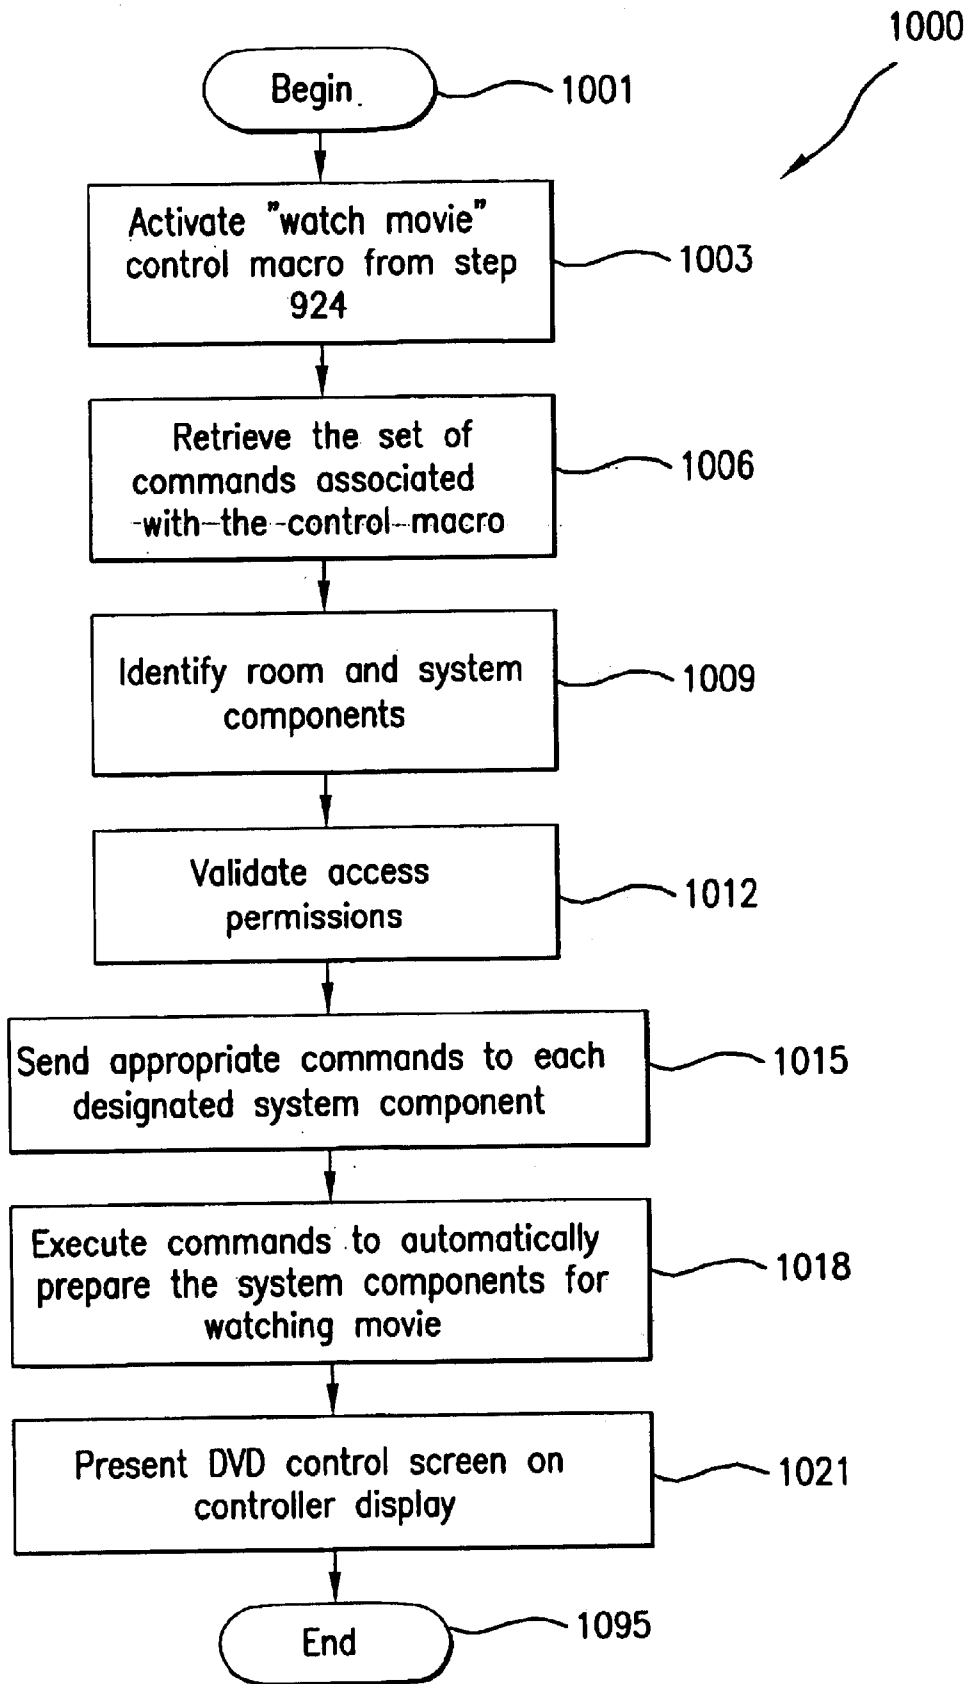 1000
Begin
1001
Activate "watch movie"
control macro from step
924
1003
Retrieve the set of
commands associated
with the control macro
1006
Identify room and system
components
1009
Validate access
permissions
1012
Send appropriate commands to each
designated system component
1015
Execute commands to automatically
prepare the system components for
watching movie
1018
Present DVD control screen on
controller display
1021
End
1095